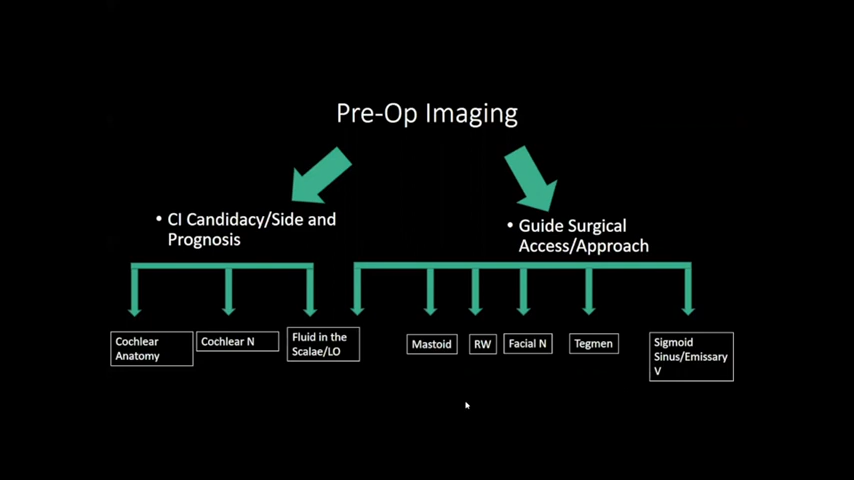 Pre-Op Imaging
• CI Candidacy/Side and
Prognosis
• Guide Surgical
Access/Approach
Cochlear
Anatomy
Cochlear N
Fluid in the
Scalae/LO
Mastoid
RW
Facial N
Tegmen
Sigmoid
Sinus/Emissary
V